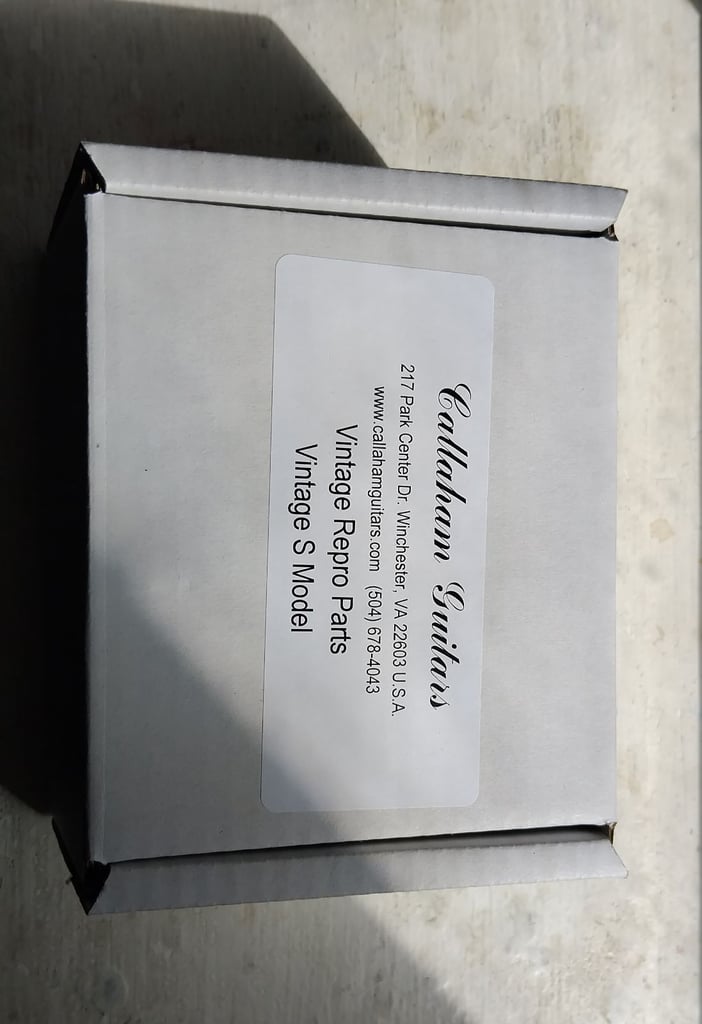 Callaham Guitars
217 Park Center Dr. Winchester, VA 22603 U.S.A.
www.callahamguitars.com (504) 678-4043
Vintage Repro Parts
Vintage S Model